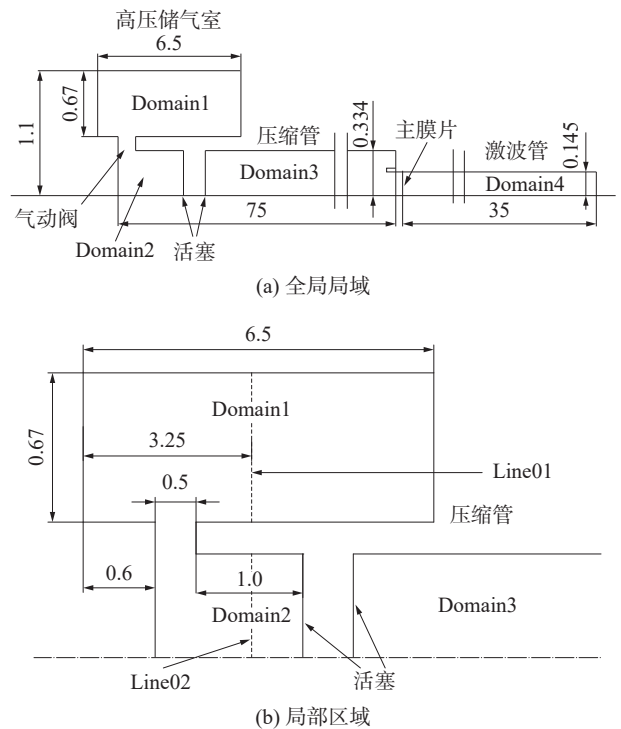 高压储气室
6.5
0.67
1.1
Domain1
压缩管
0.334
主膜片
激波管
0.145
Domain3
Domain4
气动阀
Domain2
活塞
75
35
(a) 全局局域
6.5
Domain1
0.67
3.25
Line01
0.5
压缩管
0.6
1.0
Domain2
Domain3
Line02
活塞
(b) 局部区域